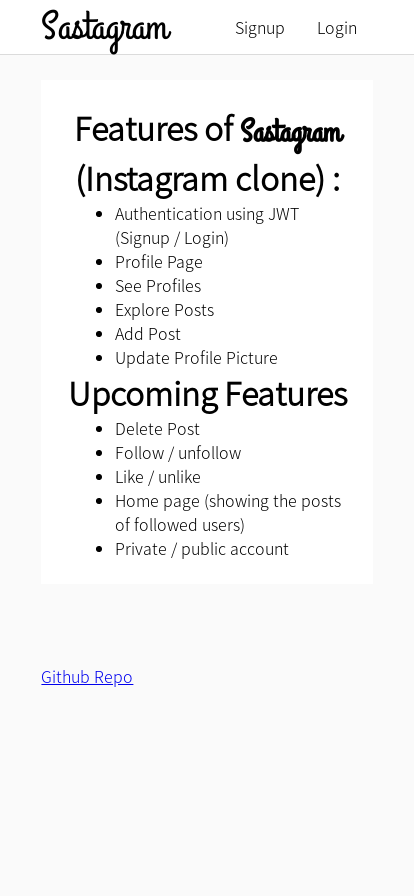 Sastagram Signup Login
Features of Sastagram
(Instagram clone) :
Authentication using JWT
(Signup / Login)
Profile Page
See Profiles
Explore Posts
Add Post
Update Profile Picture
Upcoming Features
Delete Post
Follow / unfollow
Like / unlike
Home page (showing the posts
of followed users)
Private / public account
Github Repo